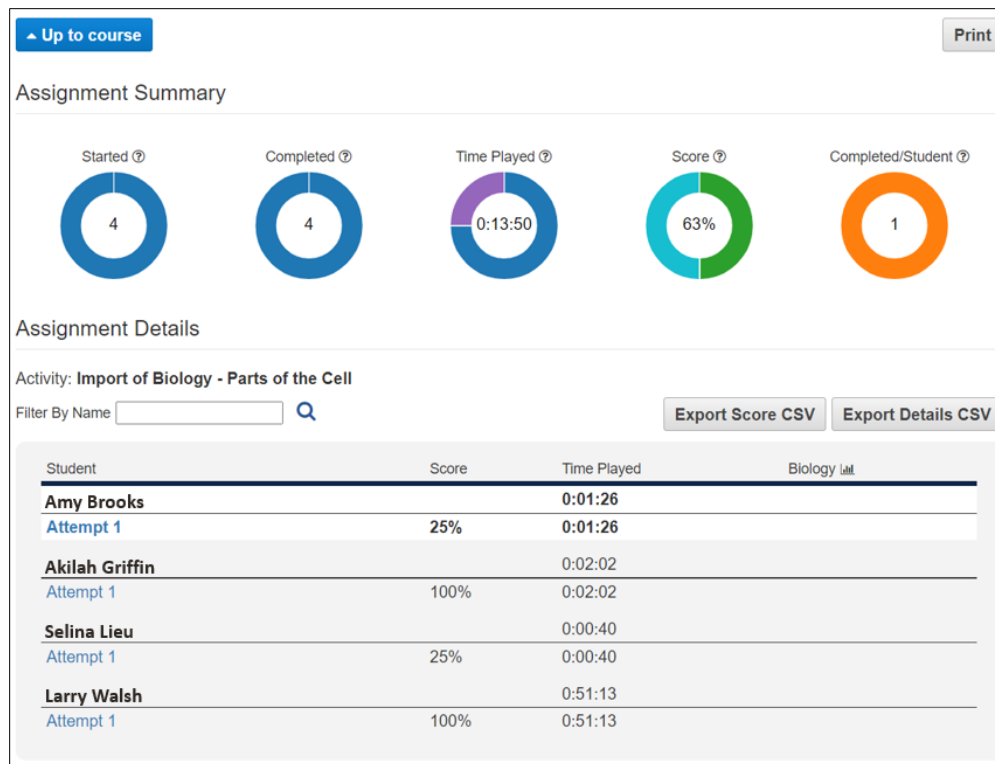 Up to course
Print
Assignment Summary
Started ?
Completed ?
Time Played ?
Score ?
Completed/Student ?
4
4
0:13:50
63%
1
Assignment Details
Activity: Import of Biology - Parts of the Cell
Filter By Name
Export Score CSV Export Details CSV
Student Score Time Played Biology
Amy Brooks 0:01:26
Attempt 1 25% 0:01:26
Akilah Griffin 0:02:02
Attempt 1 100% 0:02:02
Selina Lieu 0:00:40
Attempt 1 25% 0:00:40
Larry Walsh 0:51:13
Attempt 1 100% 0:51:13